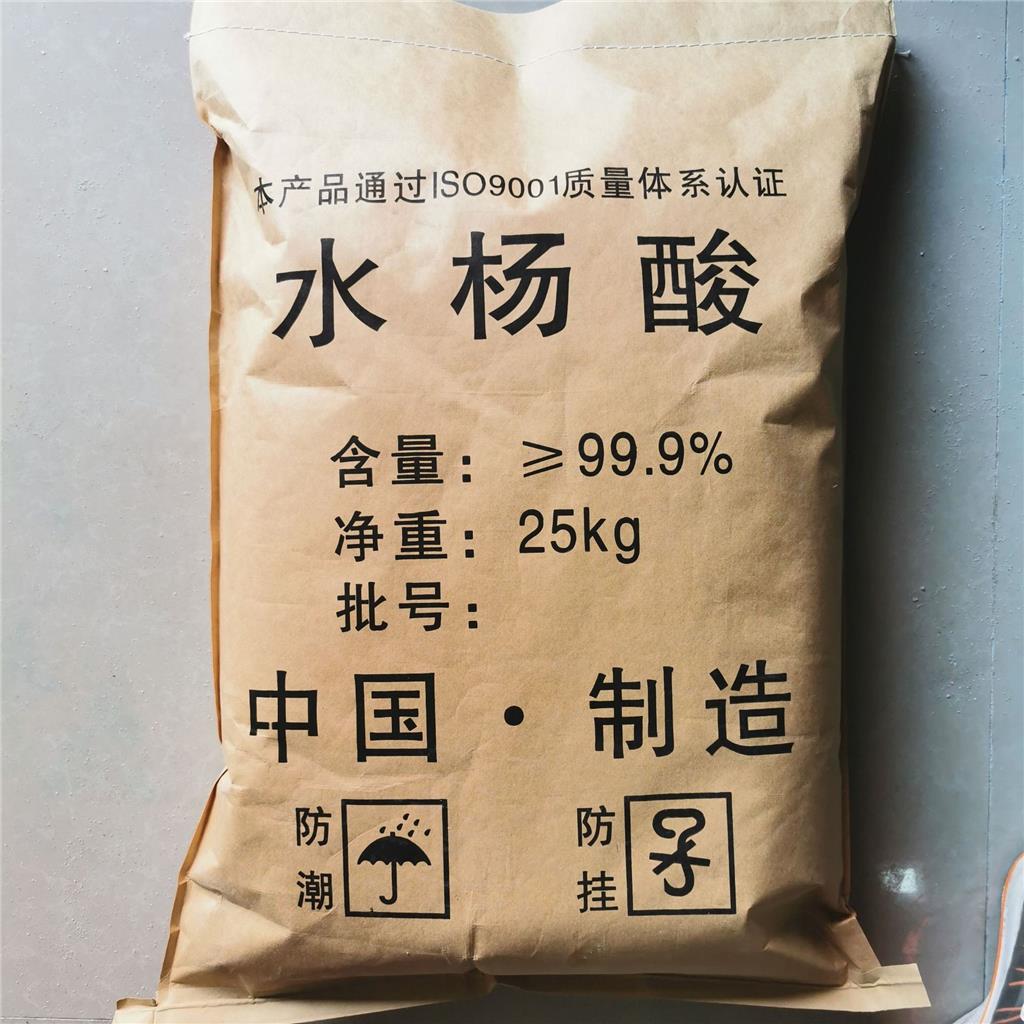 本产品通过ISO9001质量体系认证
水杨酸
含量：≥99.9%
净重：25kg
批号：
中国·制造
防潮
防挂